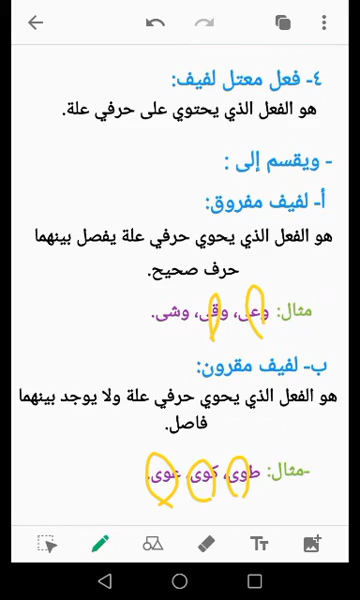 ٤- فعل معتل لفيف:
هو الفعل الذي يحتوي على حرفي علة.
- ويقسم إلى :
أ- لفيف مفروق:
هو الفعل الذي يحوي حرفي علة يفصل بينهما
حرف صحيح.
مثال: وعى، وقى، وشى.
ب- لفيف مقرون:
هو الفعل الذي يحوي حرفي علة ولا يوجد بينهما
فاصل.
-مثال: طوى، كوى، عوى.
Tт